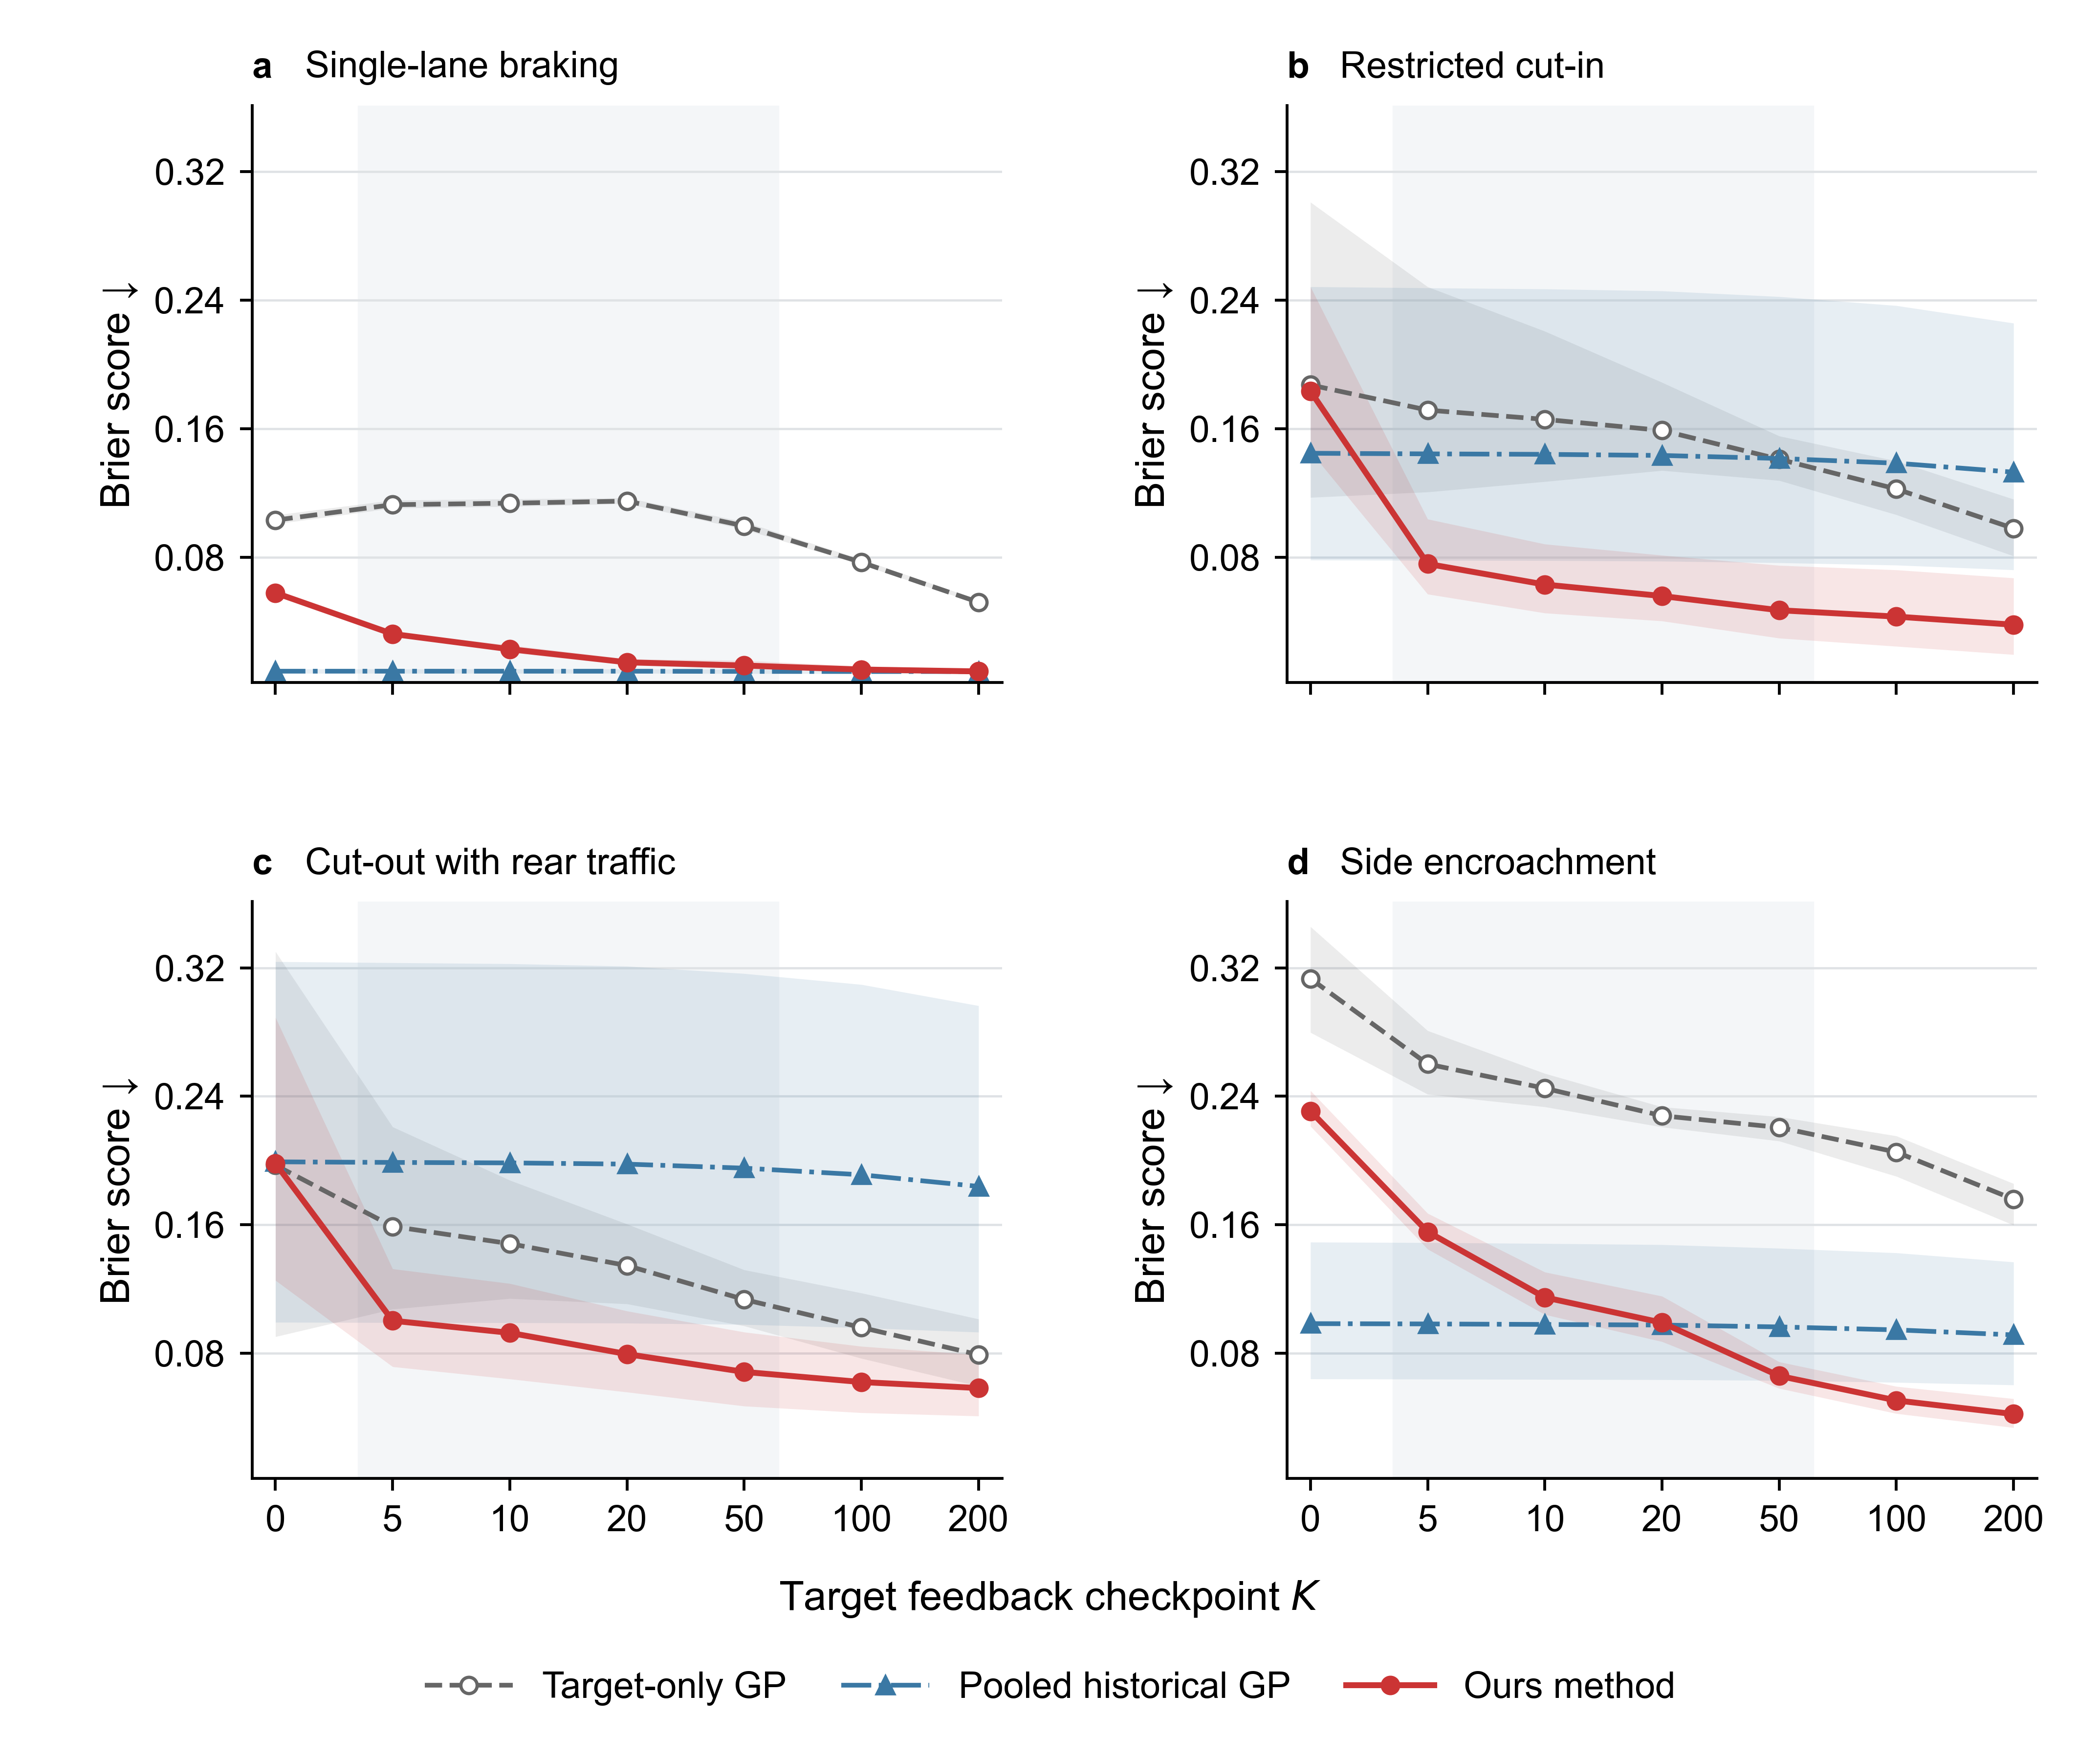 a Single-lane braking
b Restricted cut-in
0.32
0.24
0.16
0.08
Brier score ↓
0.32
0.24
0.16
0.08
Brier score ↓
c Cut-out with rear traffic
d Side encroachment
0.32
0.24
0.16
0.08
Brier score ↓
0 5 10 20 50 100 200
0.32
0.24
0.16
0.08
Brier score ↓
0 5 10 20 50 100 200
Target feedback checkpoint K
Target-only GP
Pooled historical GP
Ours method